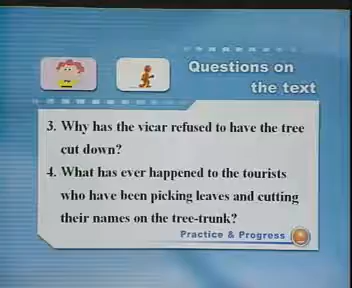 Questions on
the text
3. Why has the vicar refused to have the tree
cut down?
4. What has ever happened to the tourists
who have been picking leaves and cutting
their names on the tree-trunk?
Practice & Progress